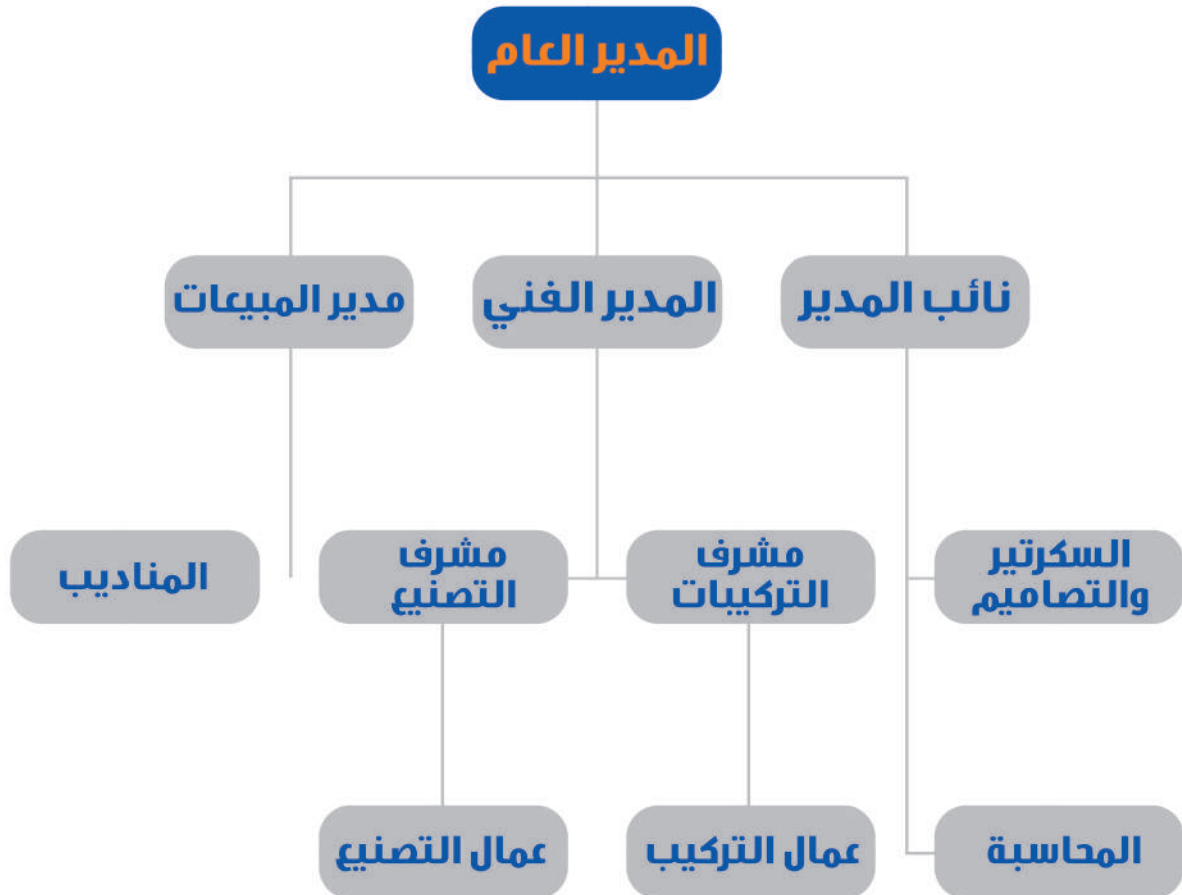 المدير العام
نائب المدير
المدير الفني
مدير المبيعات
السكرتير
والتصاميم
مشرف
التركيبات
مشرف
التصنيع
المناديب
المحاسبة
عمال التركيب
عمال التصنيع